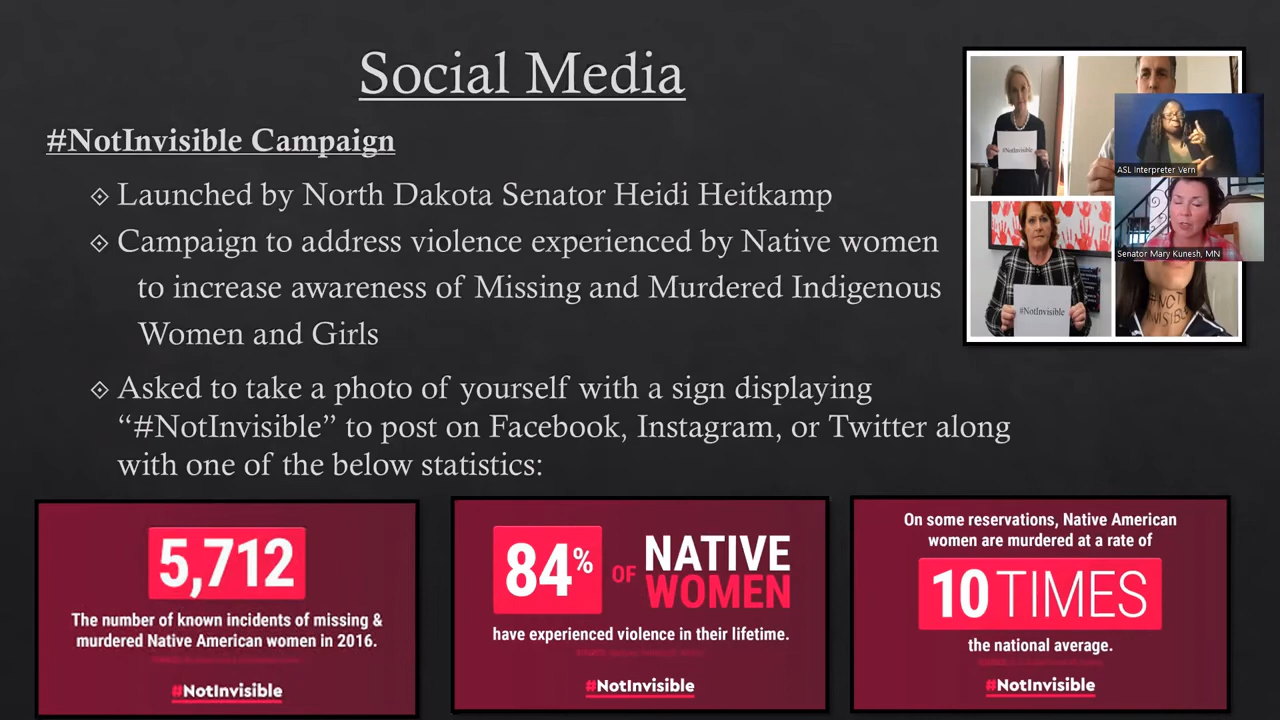 Social Media
#NotInvisible Campaign
Launched by North Dakota Senator Heidi Heitkamp
Campaign to address violence experienced by Native women
to increase awareness of Missing and Murdered Indigenous
Women and Girls
Asked to take a photo of yourself with a sign displaying
“#NotInvisible” to post on Facebook, Instagram, or Twitter along
with one of the below statistics:
#NotInvisible
ASL Interpreter Vern
Senator Mary Kunesh, MN
#NotInvisible
#NOT
INVISIBLE
5,712
The number of known incidents of missing &
murdered Native American women in 2016.
#NotInvisible
84% OF NATIVE
WOMEN
have experienced violence in their lifetime.
#NotInvisible
On some reservations, Native American
women are murdered at a rate of
10 TIMES
the national average.
#NotInvisible